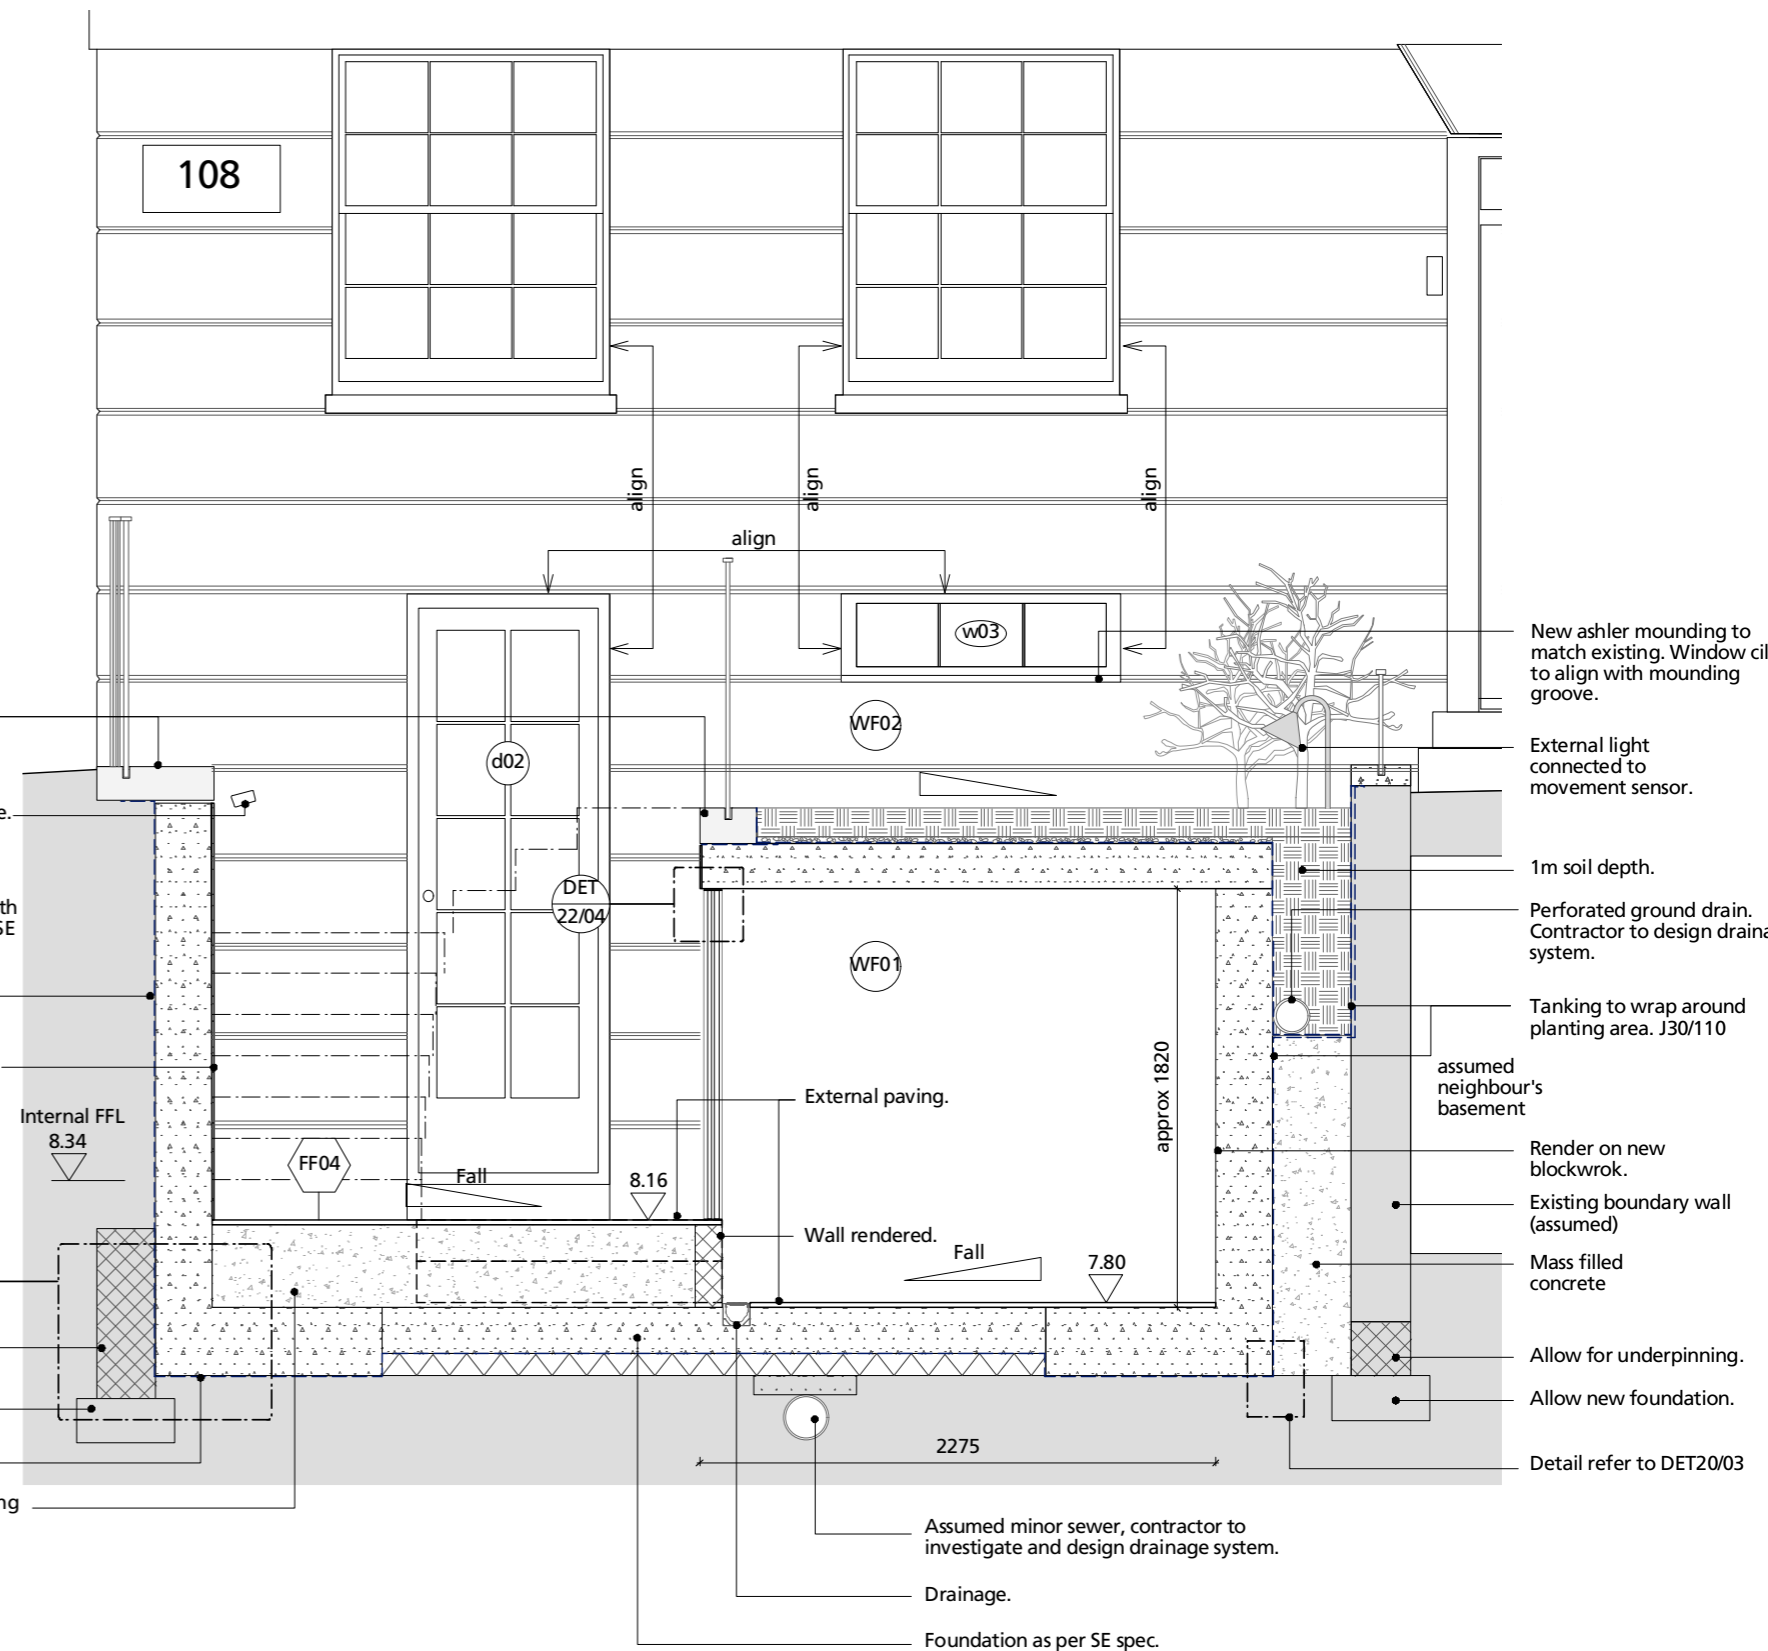 108
align
align
align
align
w03
WF02
d02
DET
22/04
WF01
approx 1820
External paving.
Internal FFL
8.34
FF04
Fall
8.16
Wall rendered.
Fall
7.80
2275
e.
th
SE
ng
New ashler mounding to
match existing. Window cil
to align with mounding
groove.
External light
connected to
movement sensor.
1m soil depth.
Perforated ground drain.
Contractor to design draina
system.
Tanking to wrap around
planting area. J30/110
assumed
neighbour's
basement
Render on new
blockwrok.
Existing boundary wall
(assumed)
Mass filled
concrete
Allow for underpinning.
Allow new foundation.
Detail refer to DET20/03
Assumed minor sewer, contractor to
investigate and design drainage system.
Drainage.
Foundation as per SE spec.